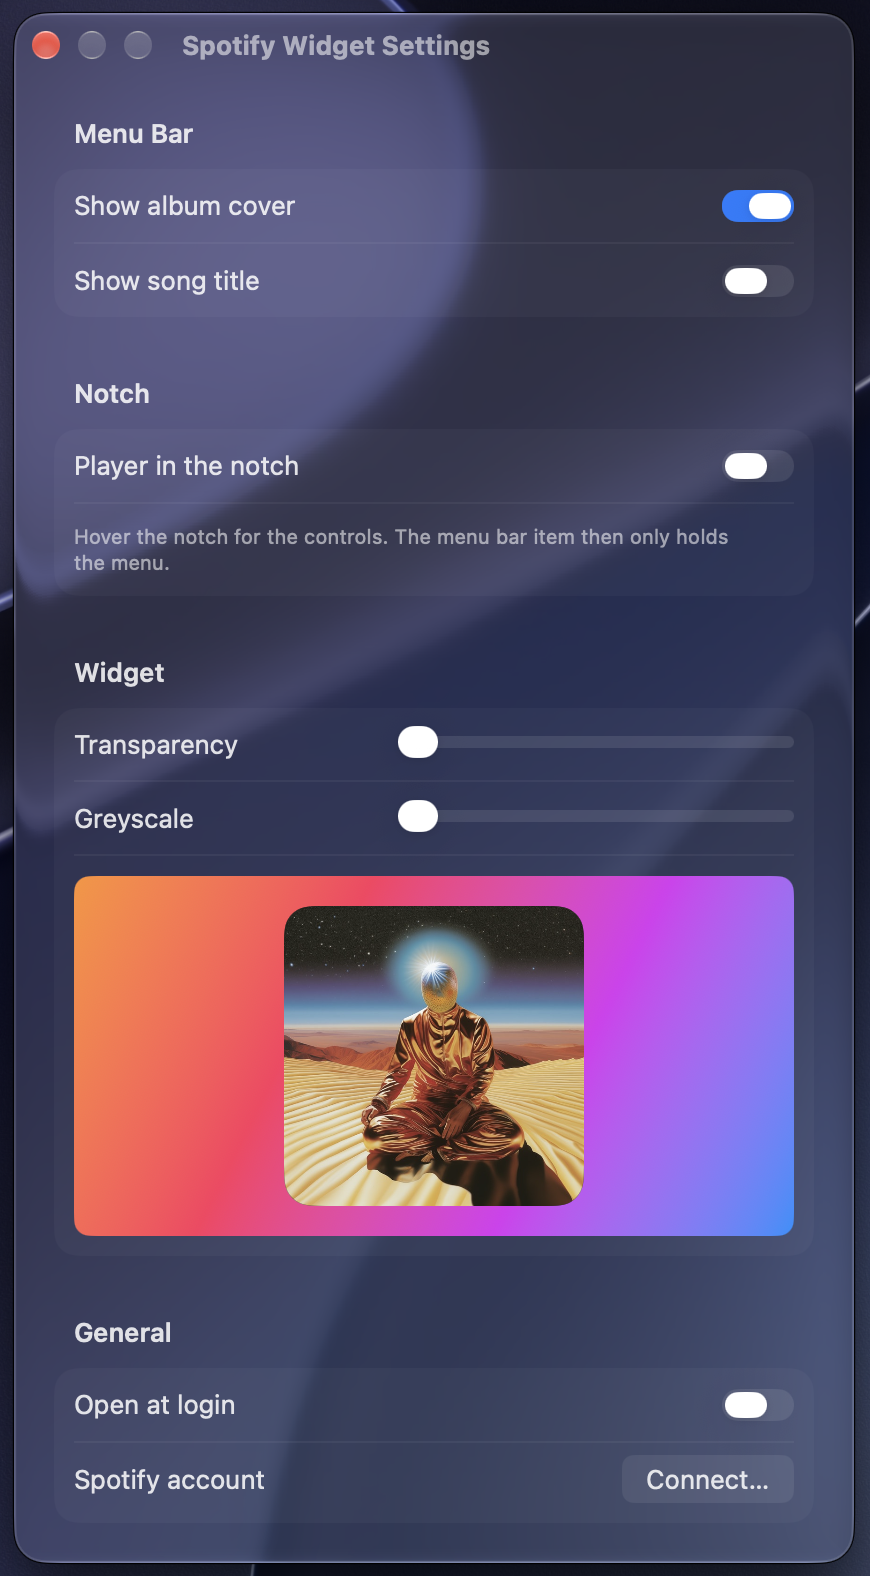 Spotify Widget Settings
Menu Bar
Show album cover
Show song title
Notch
Player in the notch
Hover the notch for the controls. The menu bar item then only holds
the menu.
Widget
Transparency
Greyscale
General
Open at login
Spotify account
Connect...